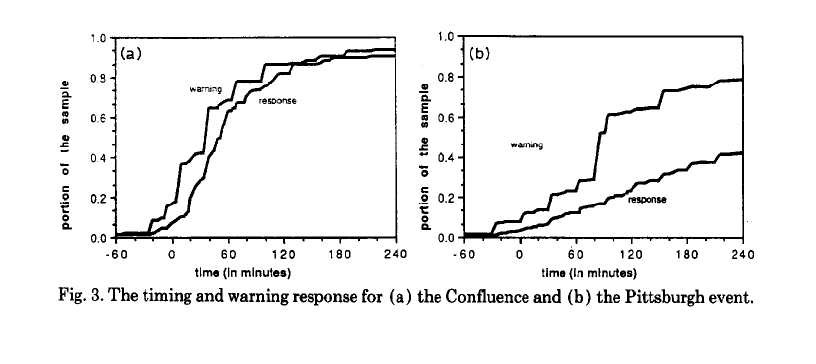 (a)
1.0
0.9
0.6
0.4
0.2
0.0
portion of the sample
warning
response
-60 0 60 120 180 240
time (in minutes)
(b)
1.0
0.8
0.6
0.4
0.2
0.0
portion of the sample
warning
response
-60 0 60 120 180 240
time (in minutes)
Fig. 3. The timing and warning response for (a) the Confluence and (b) the Pittsburgh event.